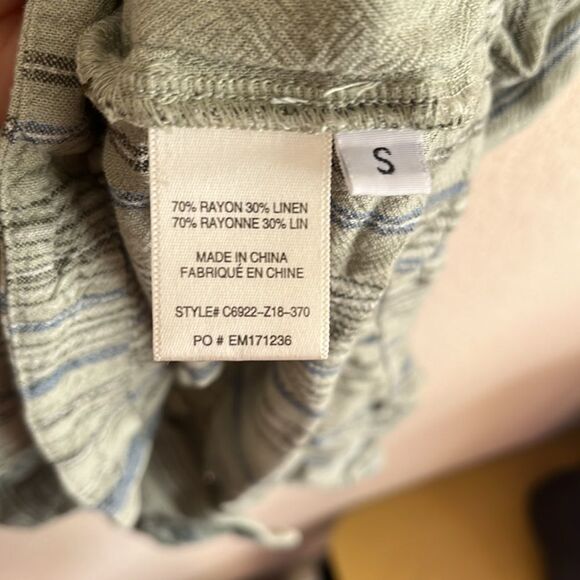 S
70% RAYON 30% LINEN
70% RAYONNE 30% LIN
MADE IN CHINA
FABRIQUÉ EN CHINE
STYLE# C6922-Z18-370
PO # EM171236